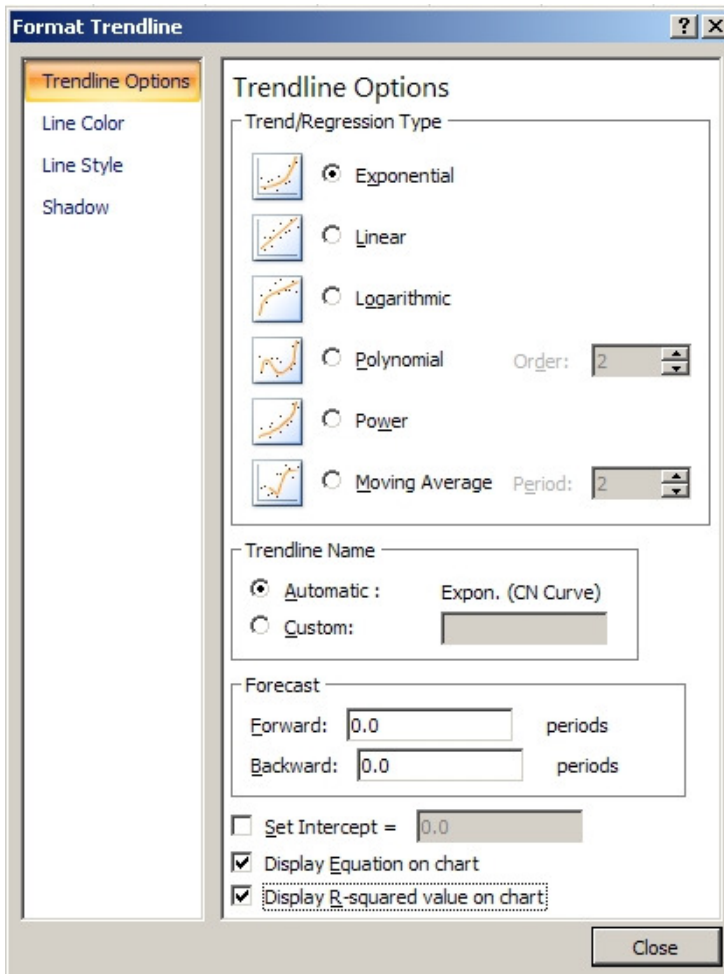 Format Trendline
Trendline Options
Line Color
Line Style
Shadow
Trendline Options
Trend/Regression Type
Exponential
Linear
Logarithmic
Polynomial Order: 2
Power
Moving Average Period: 2
Trendline Name
Automatic : Expon. (CN Curve)
Custom:
Forecast
Forward: 0.0 periods
Backward: 0.0 periods
Set Intercept = 0.0
Display Equation on chart
Display R-squared value on chart
Close